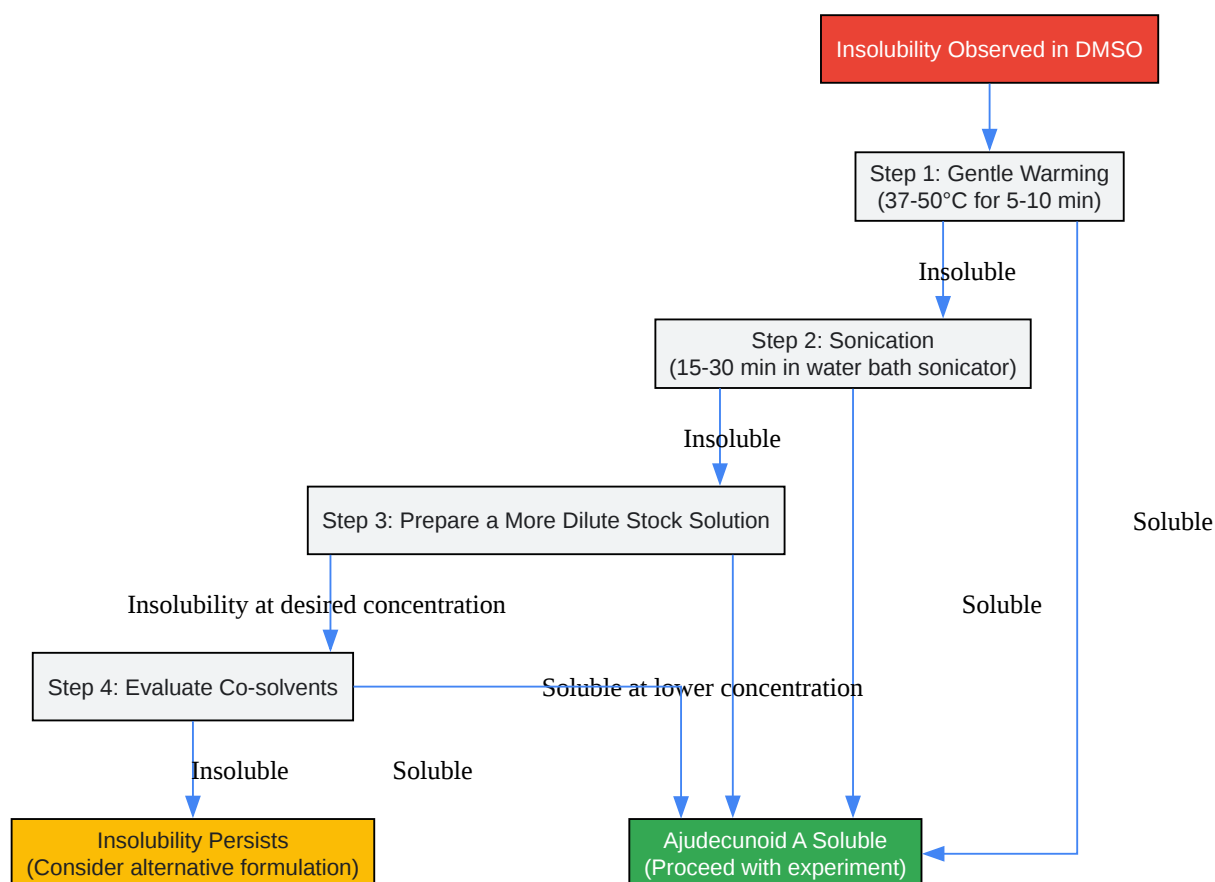 Insolubility Observed in DMSO
Step 1: Gentle Warming
(37-50°C for 5-10 min)
Insoluble
Step 2: Sonication
(15-30 min in water bath sonicator)
Insoluble
Step 3: Prepare a More Dilute Stock Solution
Soluble
Insolubility at desired concentration
Soluble
Step 4: Evaluate Co-solvents
Soluble at lower concentration
Insoluble
Soluble
Insolubility Persists
(Consider alternative formulation)
Ajudecunoid A Soluble
(Proceed with experiment)